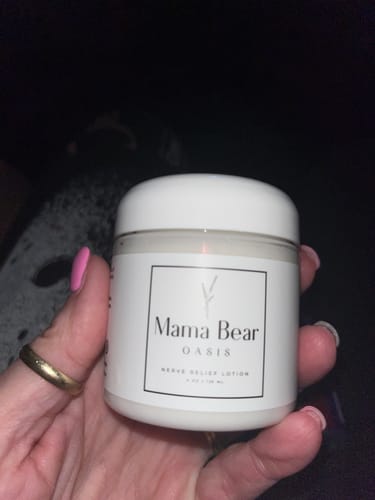 Mama Bear
OASIS
NERVE RELIEF LOTION